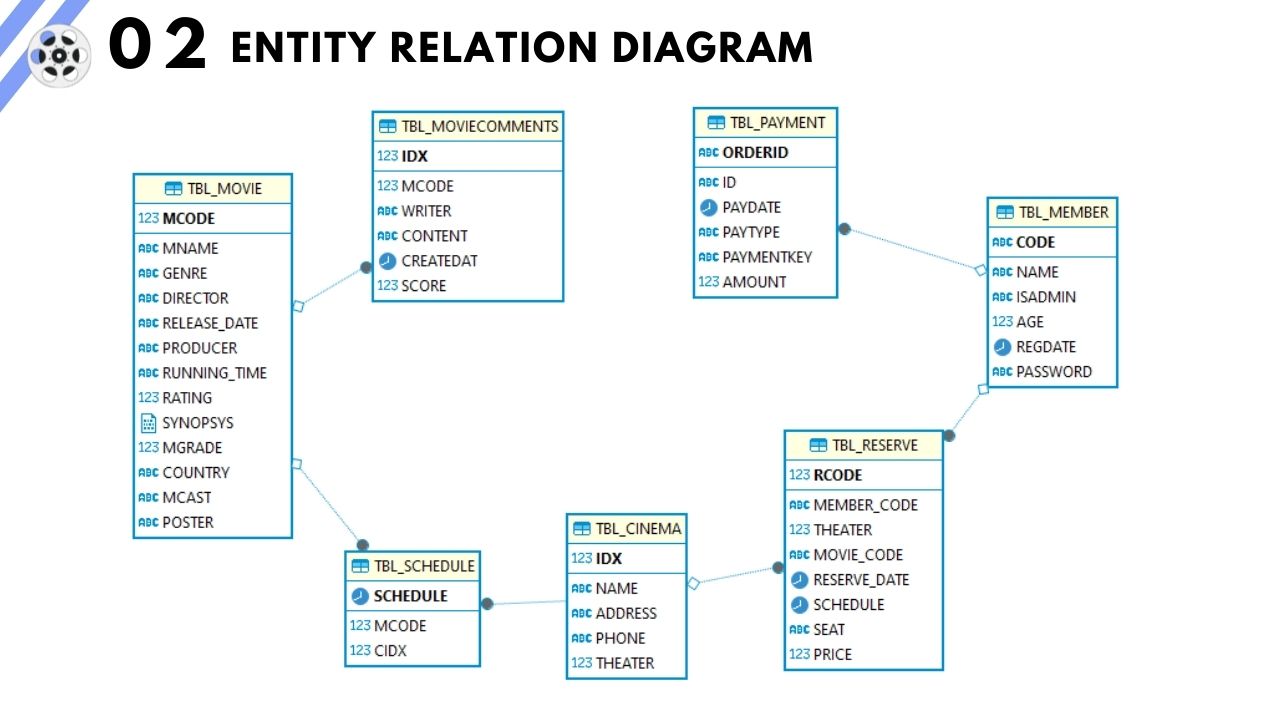 02 ENTITY RELATION DIAGRAM
TBL_MOVIE
123 MCODE
ABC MNAME
ABC GENRE
ABC DIRECTOR
ABC RELEASE_DATE
ABC PRODUCER
ABC RUNNING_TIME
123 RATING
SYNOPSYS
123 MGRADE
ABC COUNTRY
ABC MCAST
ABC POSTER
TBL_MOVIECOMMENTS
123 IDX
123 MCODE
ABC WRITER
ABC CONTENT
CREATEDAT
123 SCORE
TBL_PAYMENT
ABC ORDERID
ABC ID
PAYDATE
ABC PAYTYPE
ABC PAYMENTKEY
123 AMOUNT
TBL_MEMBER
ABC CODE
ABC NAME
ABC ISADMIN
123 AGE
REGDATE
ABC PASSWORD
TBL_SCHEDULE
SCHEDULE
123 MCODE
123 CIDX
TBL_CINEMA
123 IDX
ABC NAME
ABC ADDRESS
ABC PHONE
123 THEATER
TBL_RESERVE
123 RCODE
ABC MEMBER_CODE
123 THEATER
ABC MOVIE_CODE
RESERVE_DATE
SCHEDULE
ABC SEAT
123 PRICE